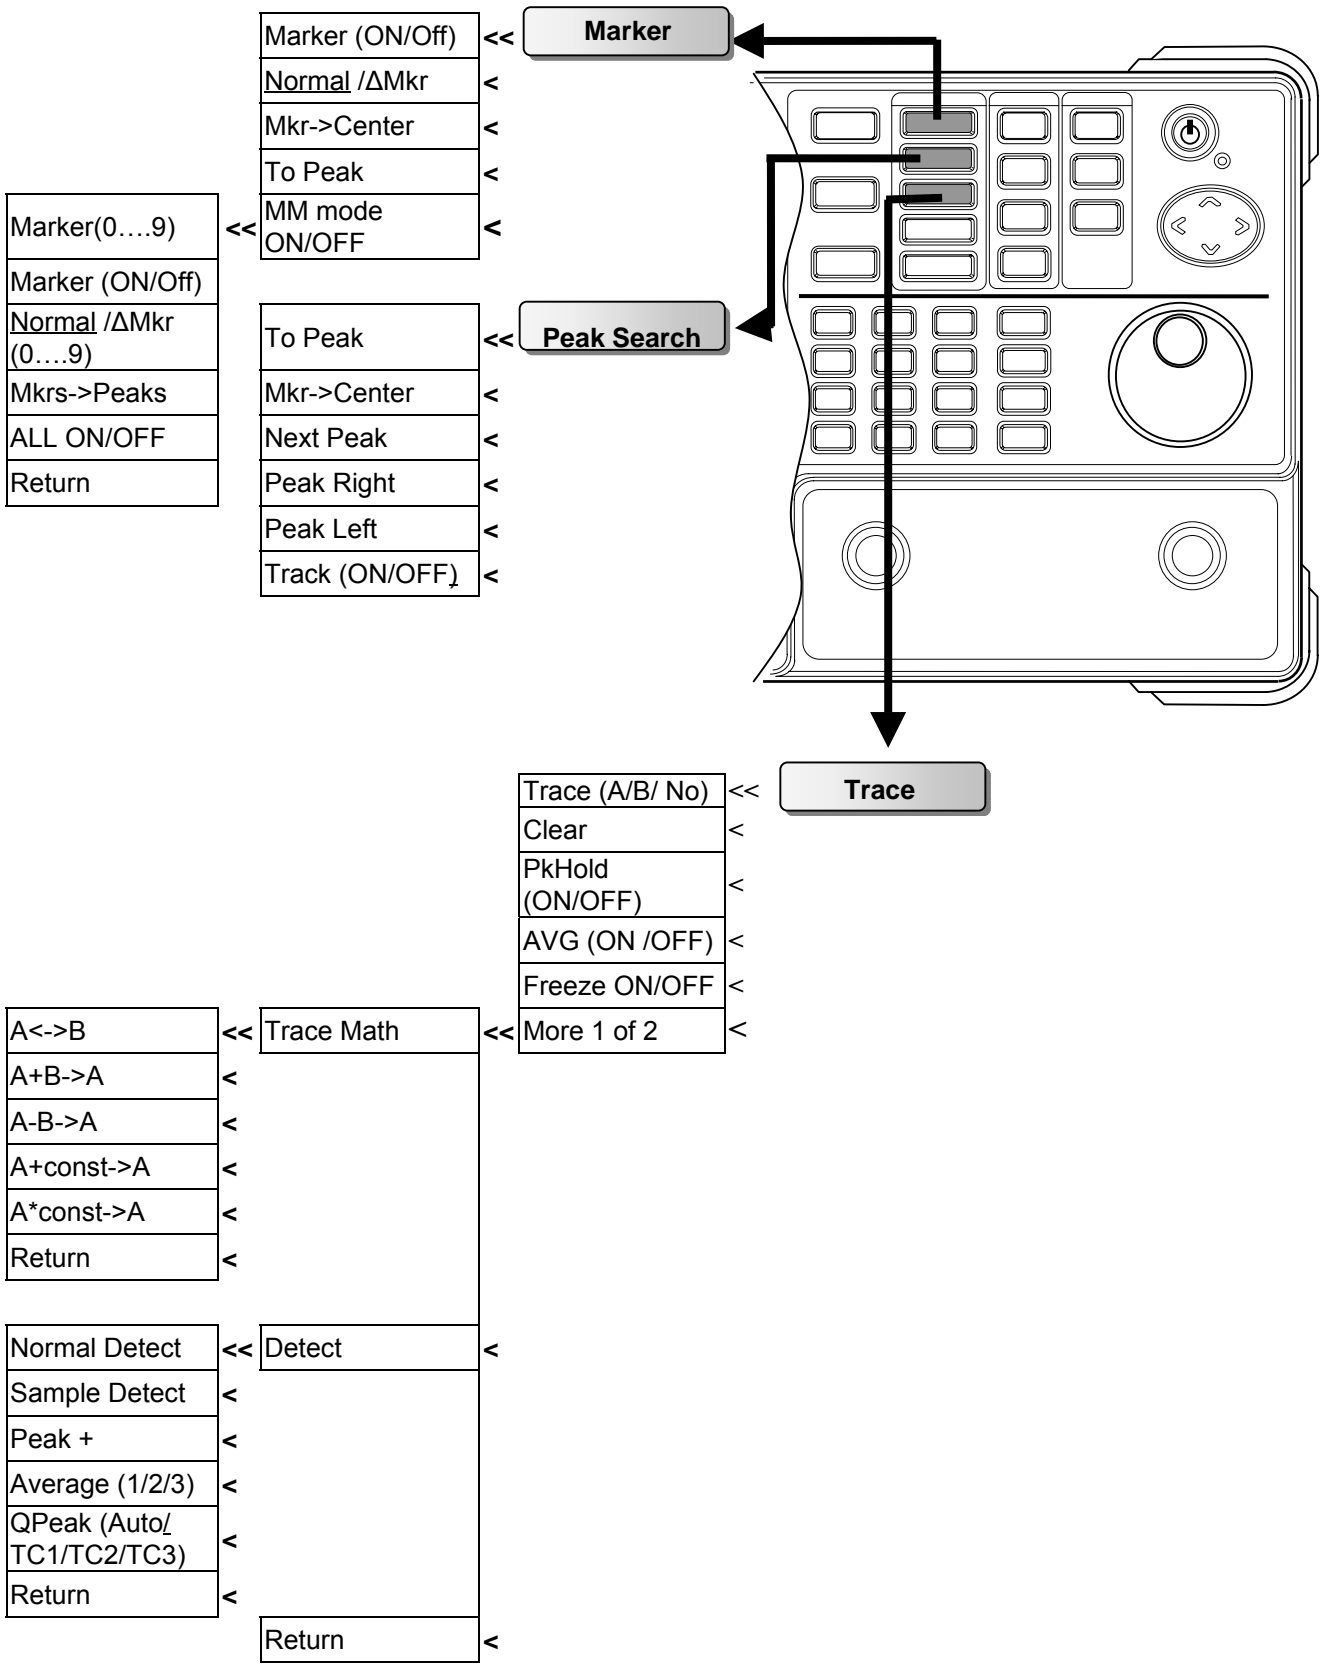 Marker (ON/Off) << Marker
Normal /ΔMkr <
Mkr->Center <
To Peak <
Marker(0….9) << MM mode
ON/OFF <
Marker (ON/Off)
Normal /ΔMkr
(0….9)
Mkrs->Peaks
ALL ON/OFF
Return
To Peak << Peak Search
Mkr->Center <
Next Peak <
Peak Right <
Peak Left <
Track (ON/OFF) <
Trace (A/B/ No) << Trace
Clear <
PkHold
(ON/OFF) <
AVG (ON /OFF) <
Freeze ON/OFF <
A<->B << Trace Math << More 1 of 2 <
A+B->A <
A-B->A <
A+const->A <
A*const->A <
Return <
Normal Detect << Detect <
Sample Detect <
Peak + <
Average (1/2/3) <
QPeak (Auto/
TC1/TC2/TC3) <
Return <
Return <